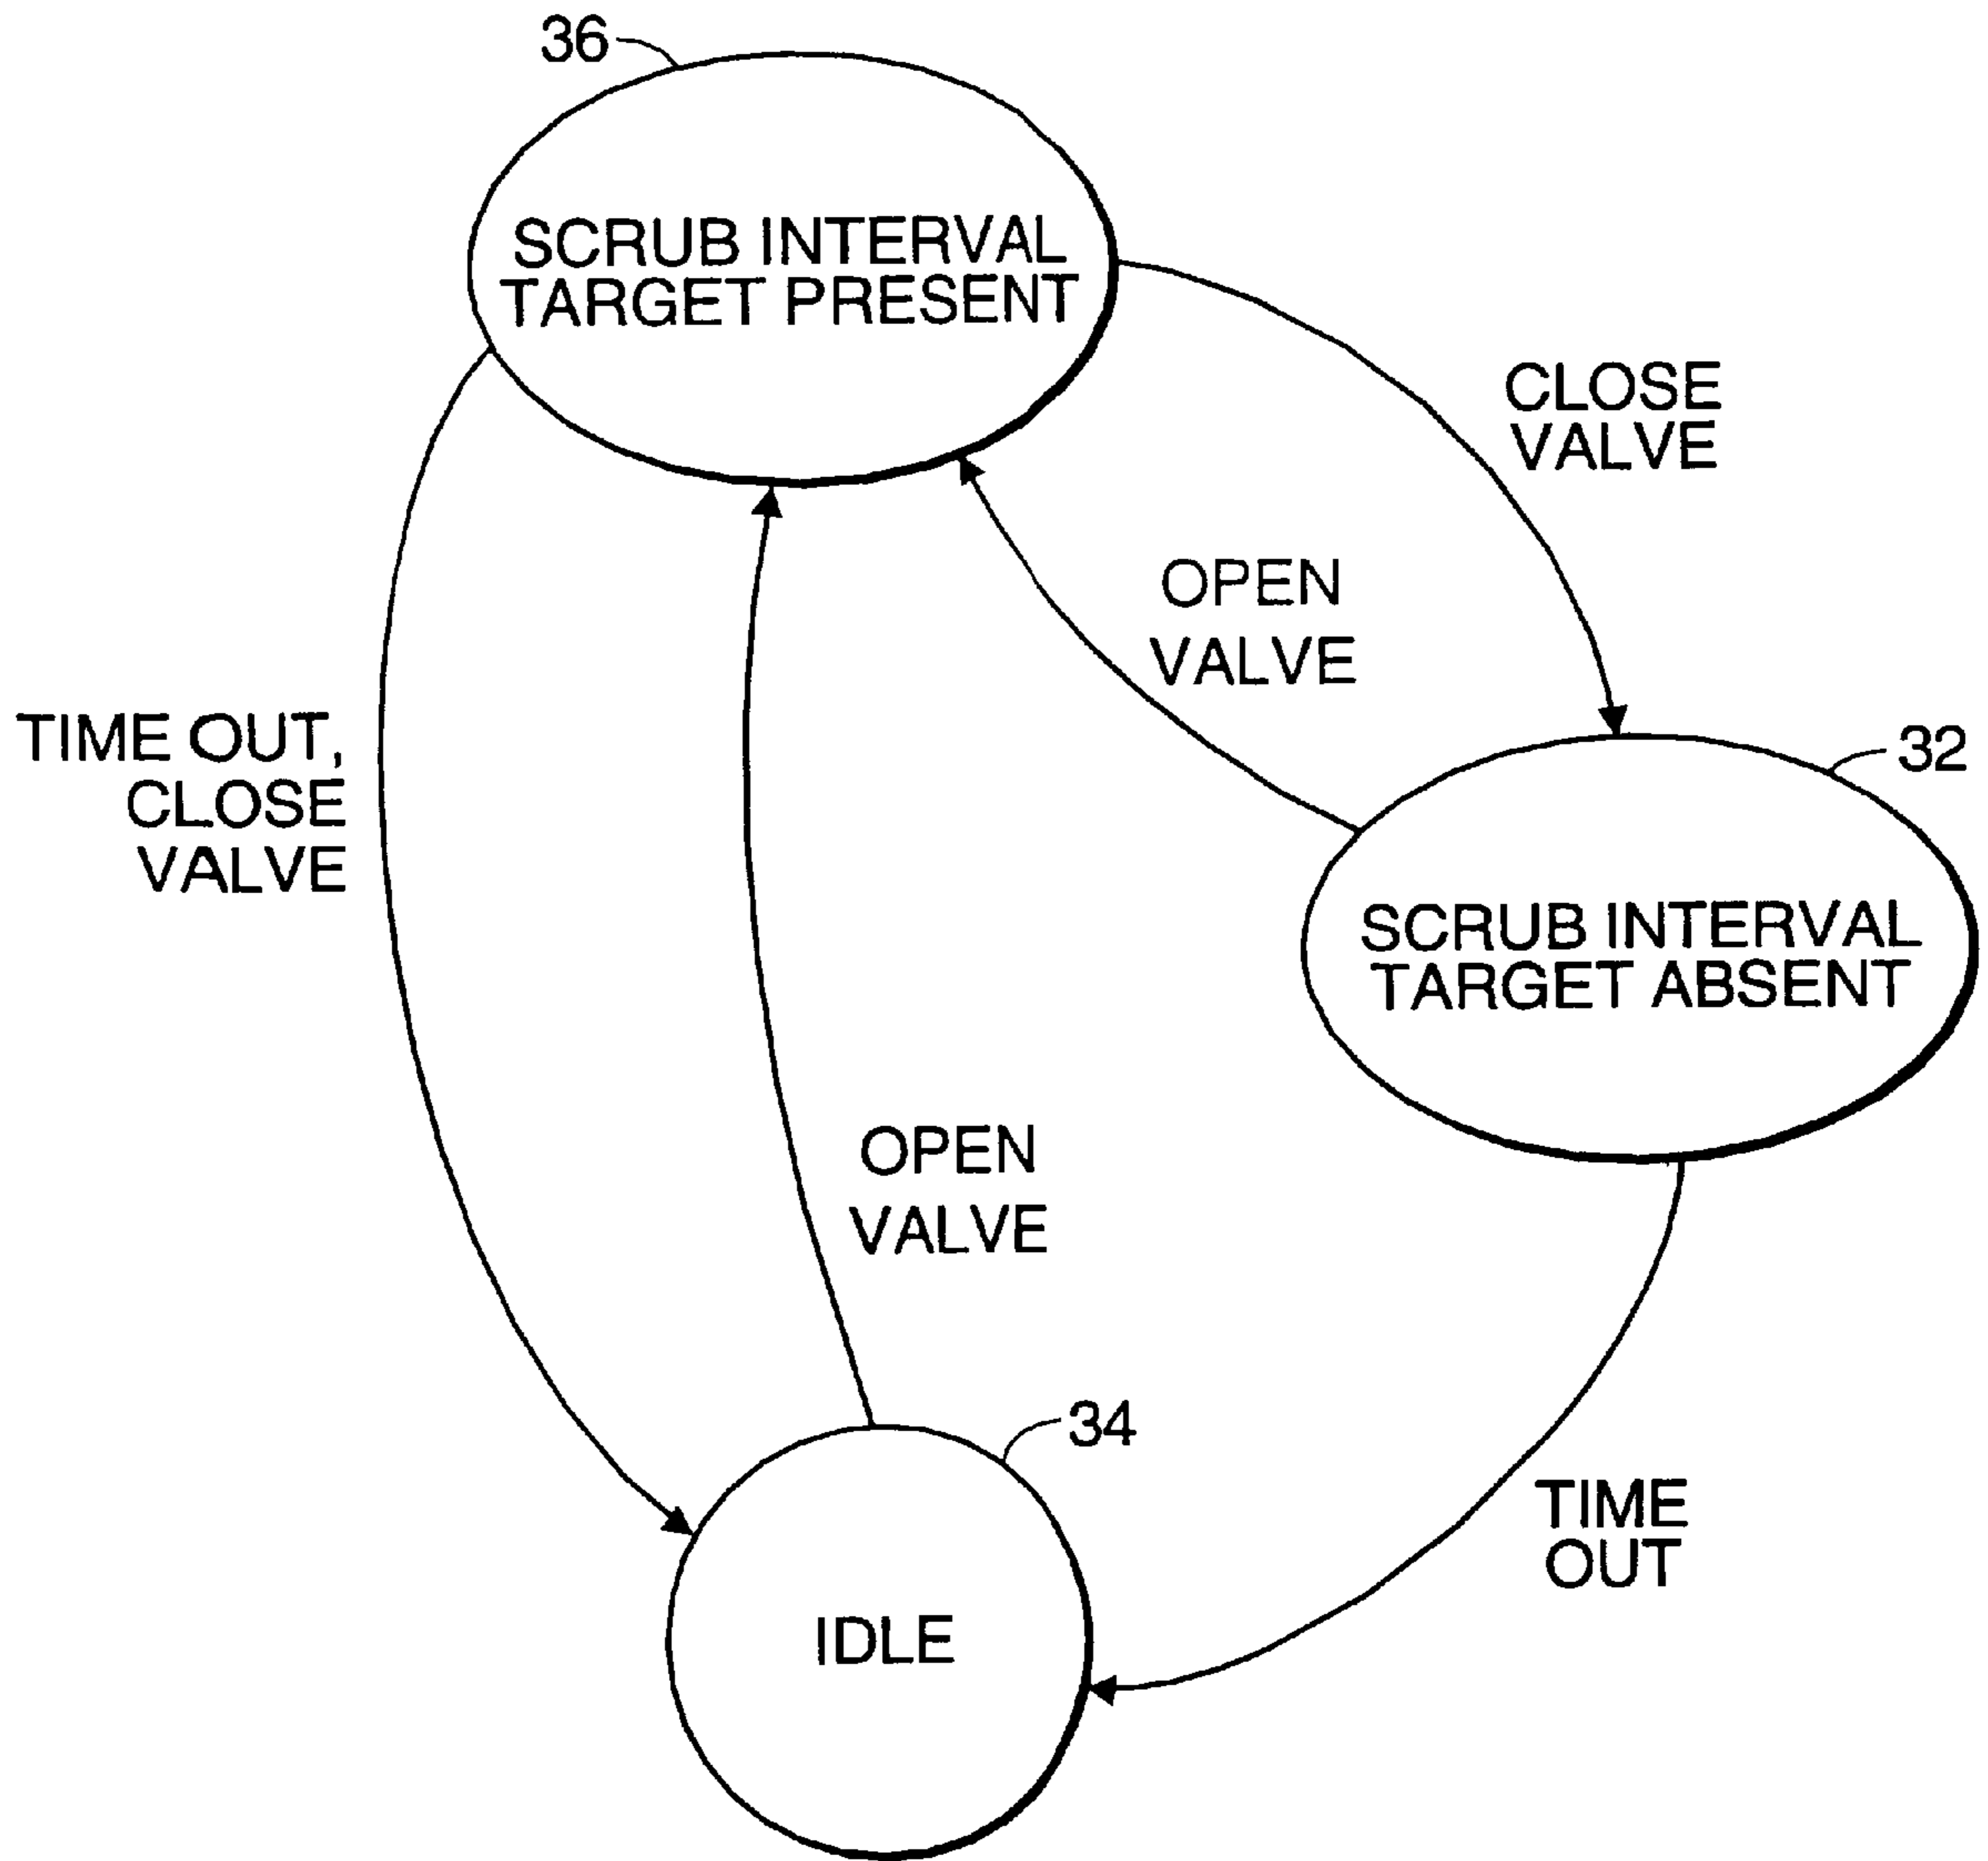 36
SCRUB INTERVAL
TARGET PRESENT
CLOSE
VALVE
OPEN
VALVE
TIME OUT,
CLOSE
VALVE
32
SCRUB INTERVAL
TARGET ABSENT
OPEN
VALVE
34
TIME
OUT
IDLE